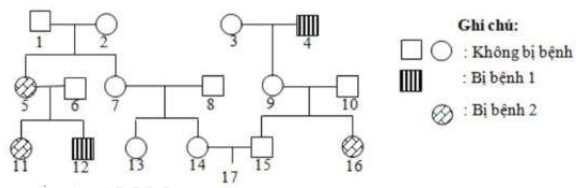 Ghi chú:
: Không bị bệnh
: Bị bệnh 1
: Bị bệnh 2
1 2 3 4
5 6 7 8 9 10
11 12 13 14 15 16
17